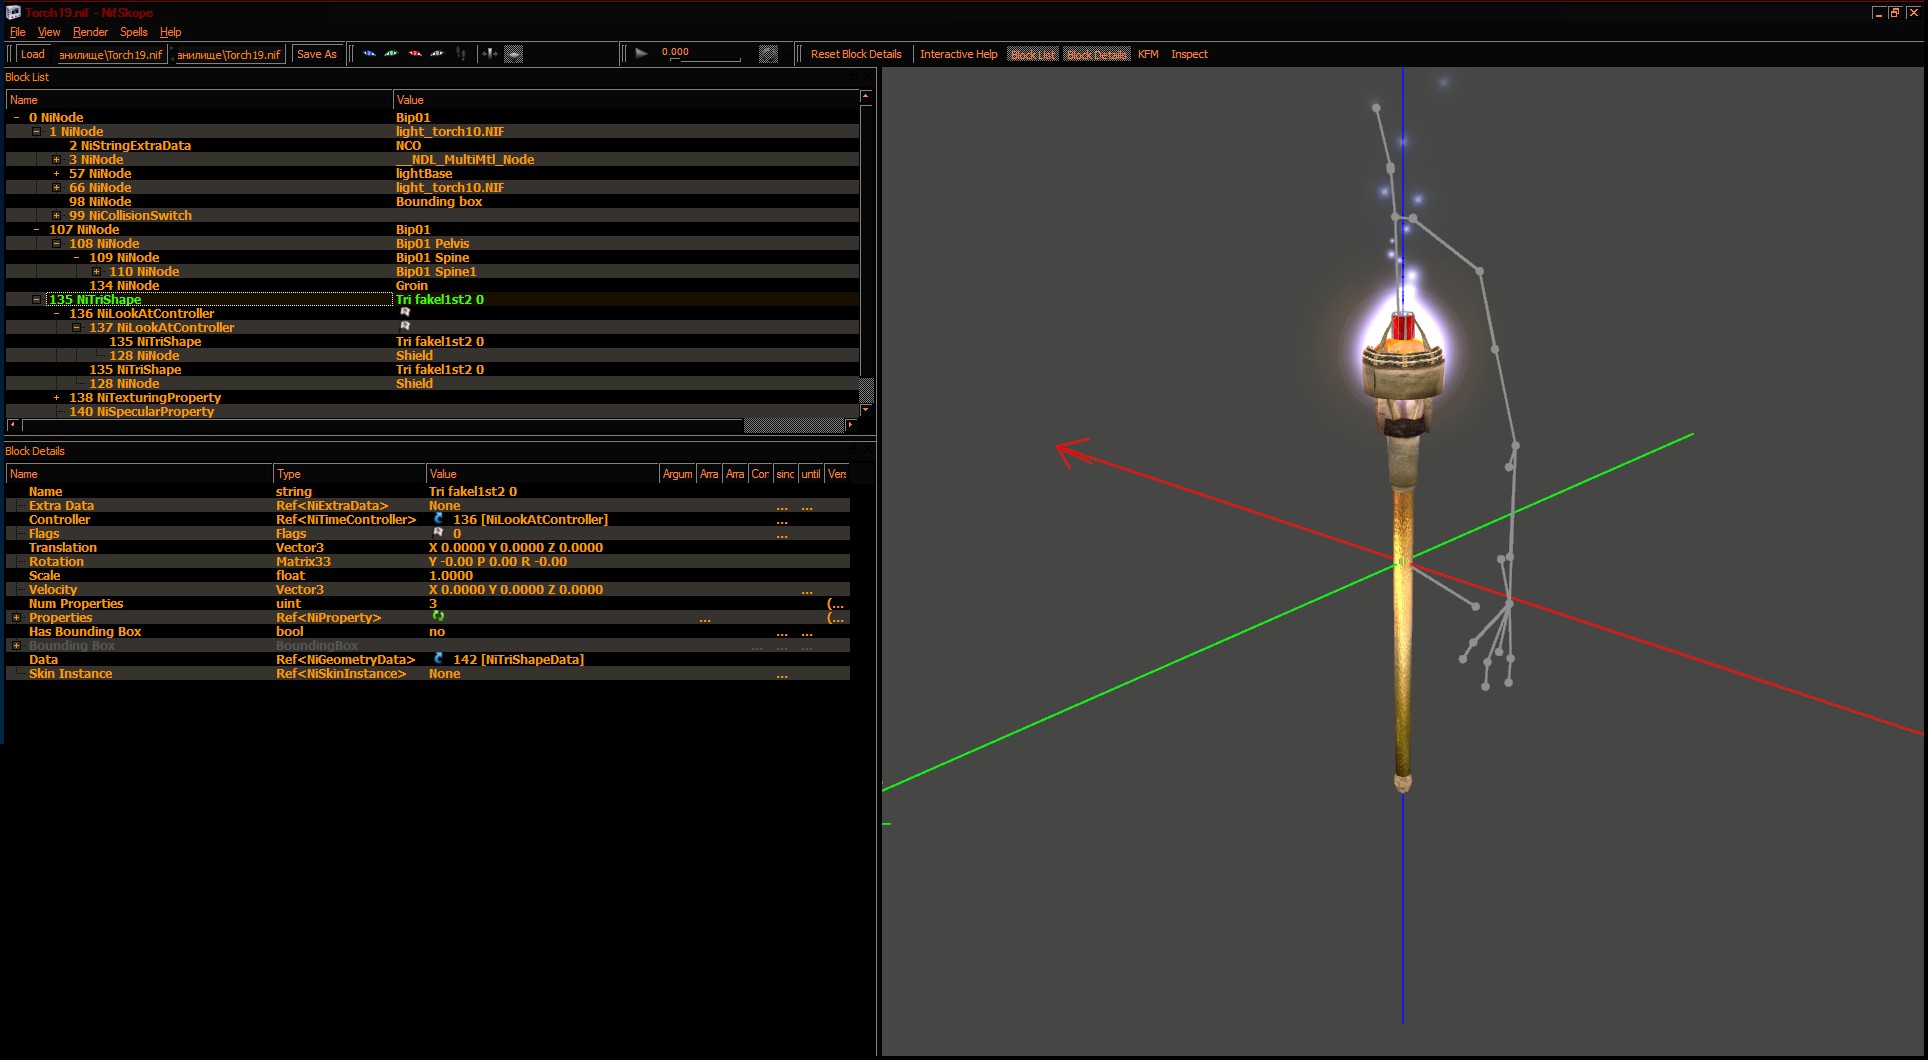 Torch19.nif - NifSkope
File View Render Spells Help
Load анилище\Torch19.nif анилище\Torch19.nif Save As 0.000 Reset Block Details Interactive Help Block List Block Details KFM Inspect
Block List
Name Value
0 NiNode Bip01
1 NiNode light_torch10.NIF
2 NiStringExtraData NCO
3 NiNode __NDL_MultiMtl_Node
57 NiNode lightBase
66 NiNode light_torch10.NIF
98 NiNode Bounding box
99 NiCollisionSwitch
107 NiNode Bip01
108 NiNode Bip01 Pelvis
109 NiNode Bip01 Spine
110 NiNode Bip01 Spine1
134 NiNode Groin
135 NiTriShape Tri fakel1st2 0
136 NiLookAtController
137 NiLookAtController
135 NiTriShape Tri fakel1st2 0
128 NiNode Shield
135 NiTriShape Tri fakel1st2 0
128 NiNode Shield
138 NiTexturingProperty
140 NiSpecularProperty
Block Details
Name Type Value Argum Arra Arra Cor sinc until Vers
Name string Tri fakel1st2 0
Extra Data Ref<NiExtraData> None ... ...
Controller Ref<NiTimeController> 136 [NiLookAtController] ...
Flags Flags 0 ...
Translation Vector3 X 0.0000 Y 0.0000 Z 0.0000
Rotation Matrix33 Y -0.00 P 0.00 R -0.00
Scale float 1.0000
Velocity Vector3 X 0.0000 Y 0.0000 Z 0.0000 ...
Num Properties uint 3 (...
Properties Ref<NiProperty> ... (...
Has Bounding Box bool no ... ...
Bounding Box BoundingBox ... ... ...
Data Ref<NiGeometryData> 142 [NiTriShapeData] ... ...
Skin Instance Ref<NiSkinInstance> None ...